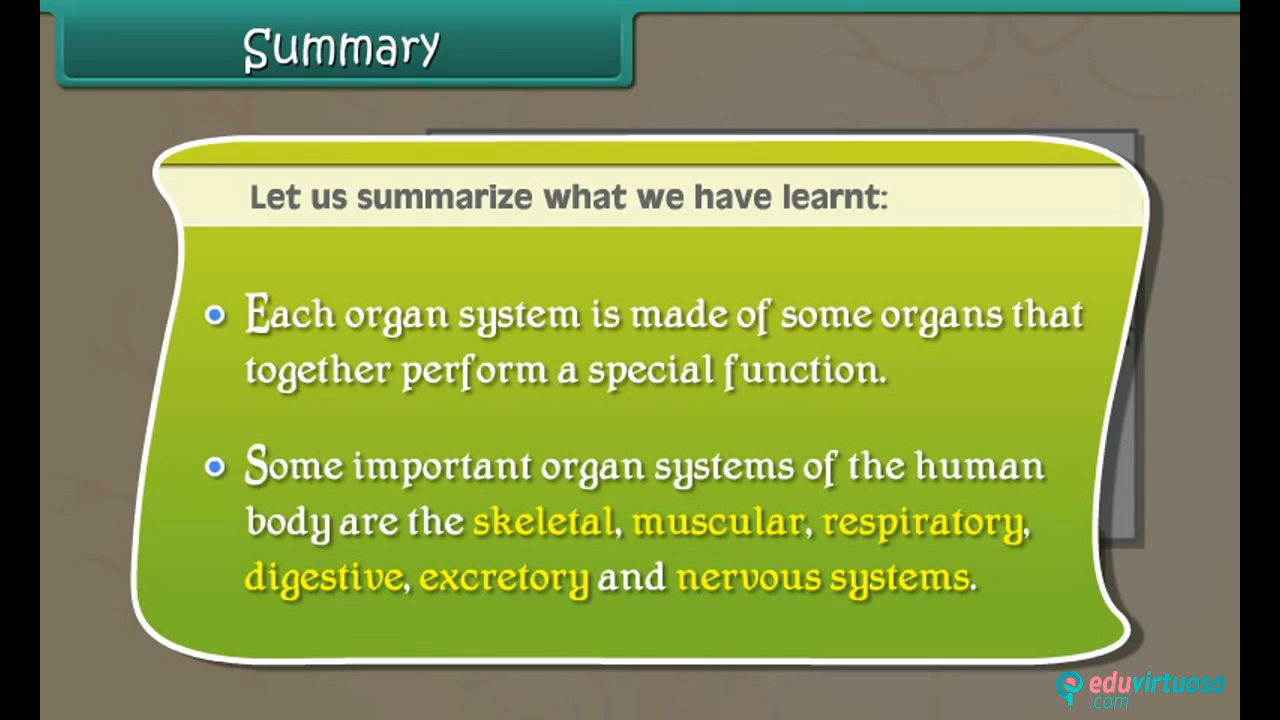 Summary
Let us summarize what we have learnt:
Each organ system is made of some organs that
together perform a special function.
Some important organ systems of the human
body are the skeletal, muscular, respiratory,
digestive, excretory and nervous systems.
eduvirtuoso
.com